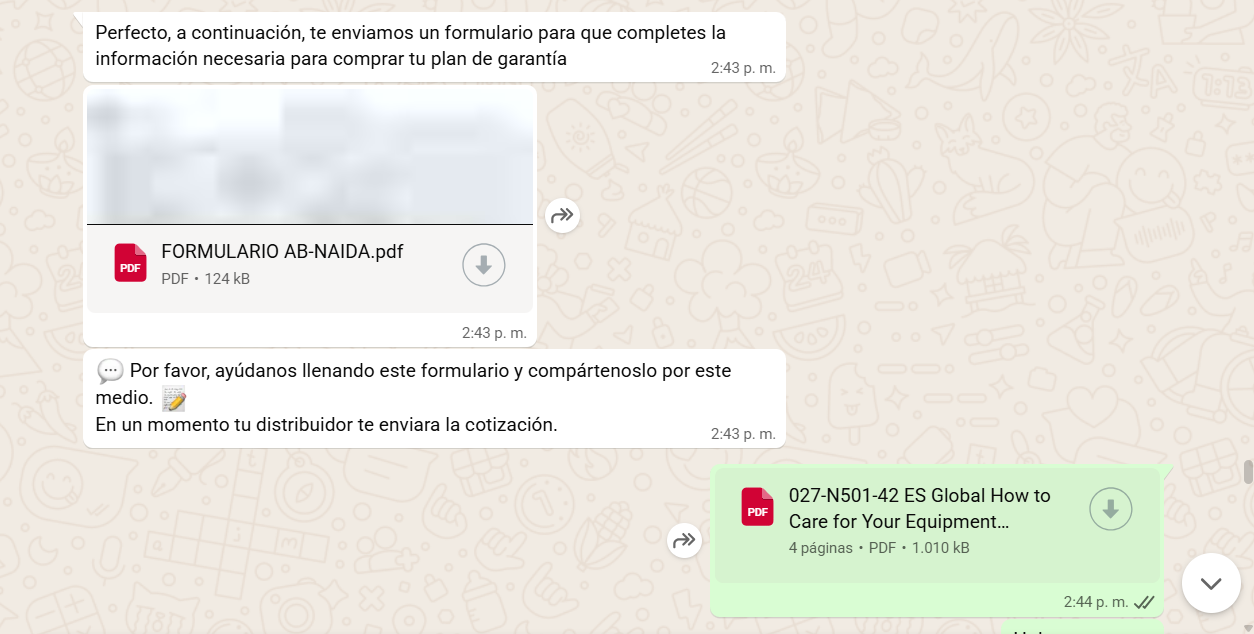 Perfecto, a continuación, te enviamos un formulario para que completes la
información necesaria para comprar tu plan de garantía
2:43 p. m.
PDF
FORMULARIO AB-NAIDA.pdf
PDF • 124 kB
2:43 p. m.
💬 Por favor, ayúdanos llenando este formulario y compártenoslo por este
medio. 📝
En un momento tu distribuidor te enviara la cotización.
2:43 p. m.
PDF
027-N501-42 ES Global How to
Care for Your Equipment…
4 páginas • PDF • 1.010 kB
2:44 p. m.